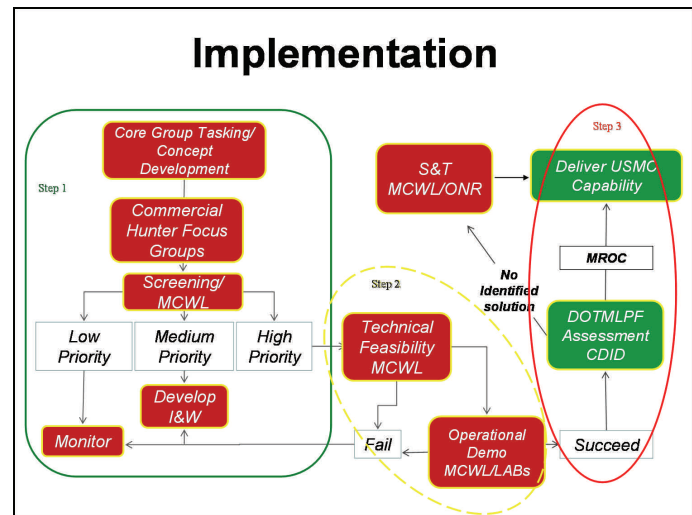 Implementation
Step 1
Core Group Tasking/
Concept
Development
Commercial
Hunter Focus
Groups
Screening/
MCWL
Low
Priority
Medium
Priority
High
Priority
Develop
I&W
Monitor
Step 2
Technical
Feasibility
MCWL
Fail
Operational
Demo
MCWL/LABs
Succeed
Step 3
S&T
MCWL/ONR
Deliver USMC
Capability
MROC
No
Identified
solution
DOTMLPF
Assessment
CDID